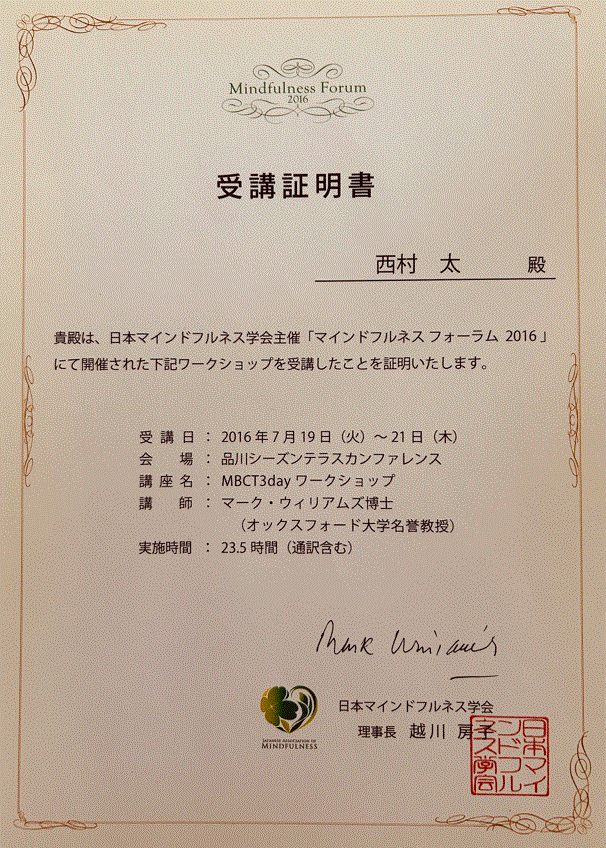 Mindfulness Forum
2016
受講証明書
西村 太 殿
貴殿は、日本マインドフルネス学会主催「マインドフルネス フォーラム 2016」
にて開催された下記ワークショップを受講したことを証明いたします。
受講日：2016年7月19日（火）～21日（木）
会場：品川シーズンテラスカンファレンス
講座名：MBCT3day ワークショップ
講師：マーク・ウィリアムズ博士
（オックスフォード大学名誉教授）
実施時間：23.5時間（通訳含む）
Mark Williams
日本マインドフルネス学会
理事長 越川 房子
JAPANESE ASSOCIATION OF
MINDFULNESS
日本マイ
ンドフル
ネス学会